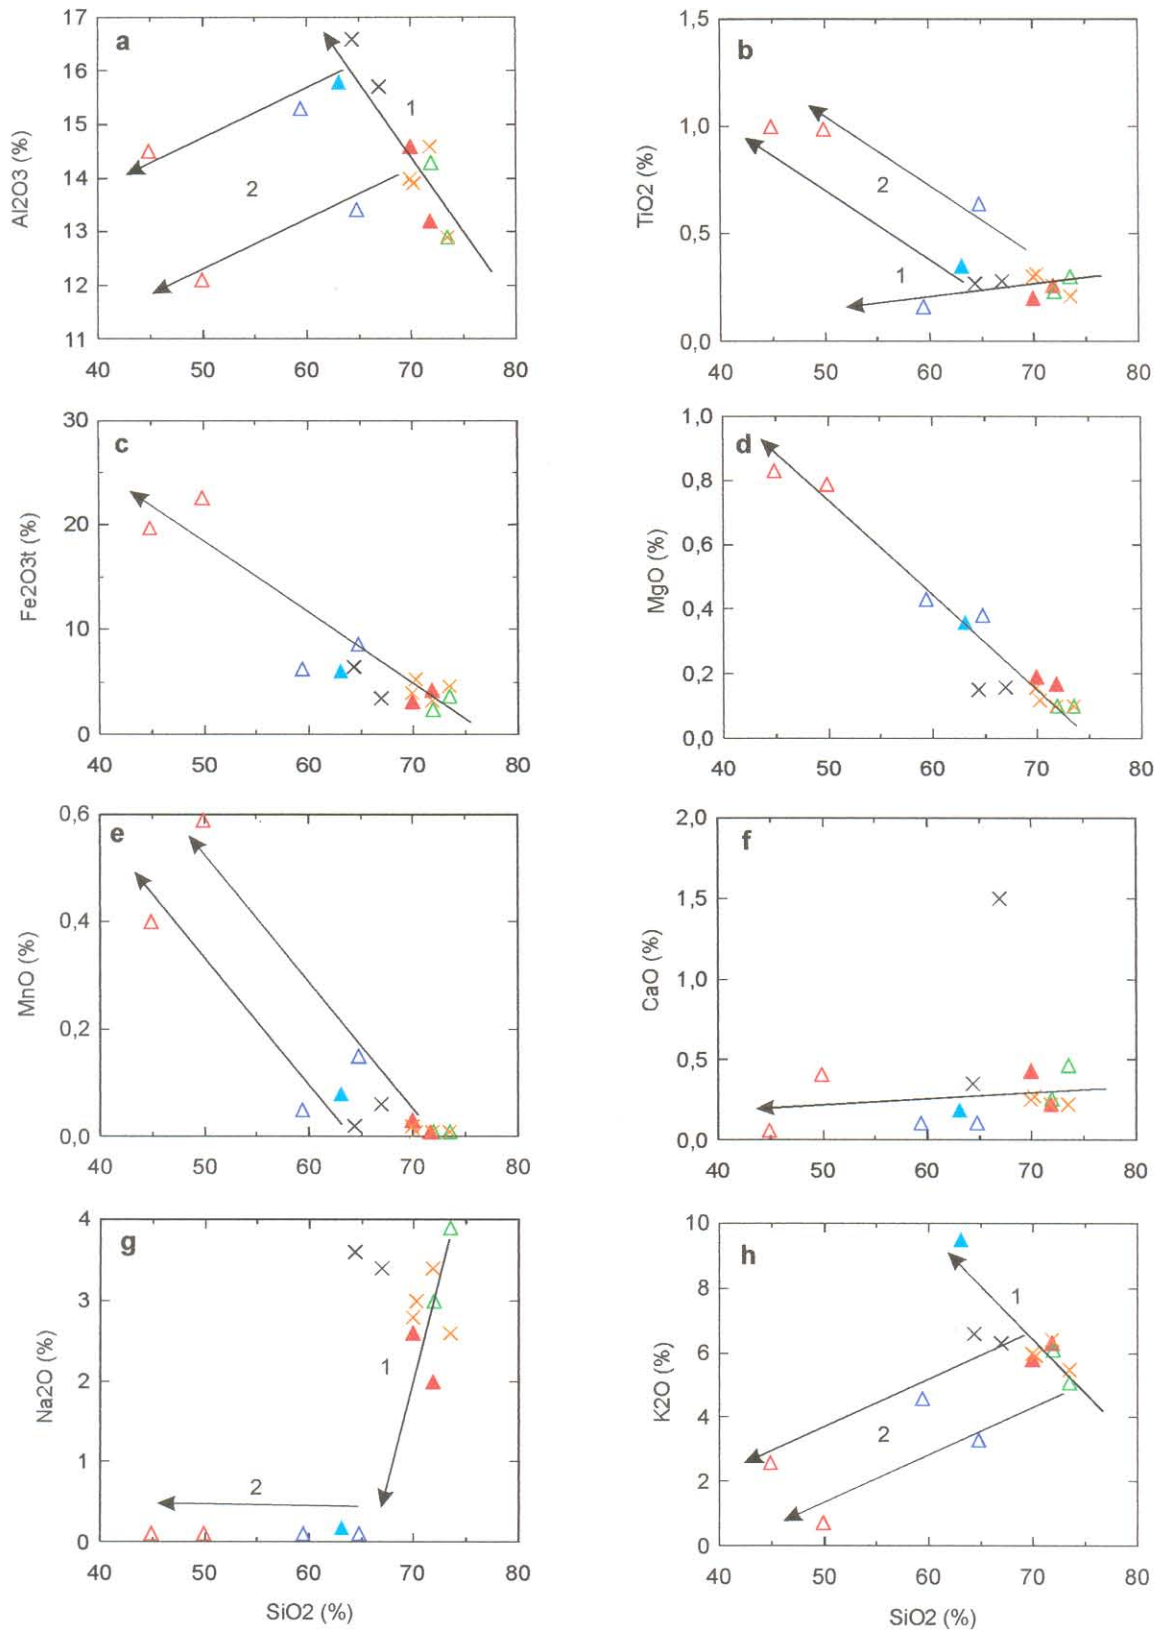 a
17
16
15
14
13
12
11
Al2O3 (%)
1
2
40 50 60 70 80
b
1,5
1,0
0,5
0,0
TiO2 (%)
2
1
40 50 60 70 80
c
30
20
10
0
Fe2O3t (%)
40 50 60 70 80
d
1,0
0,8
0,6
0,4
0,2
0,0
MgO (%)
40 50 60 70 80
e
0,6
0,4
0,2
0,0
MnO (%)
40 50 60 70 80
f
2,0
1,5
1,0
0,5
0,0
CaO (%)
40 50 60 70 80
g
4
3
2
1
0
Na2O (%)
1
2
40 50 60 70 80
SiO2 (%)
h
10
8
6
4
2
0
K2O (%)
1
2
40 50 60 70 80
SiO2 (%)